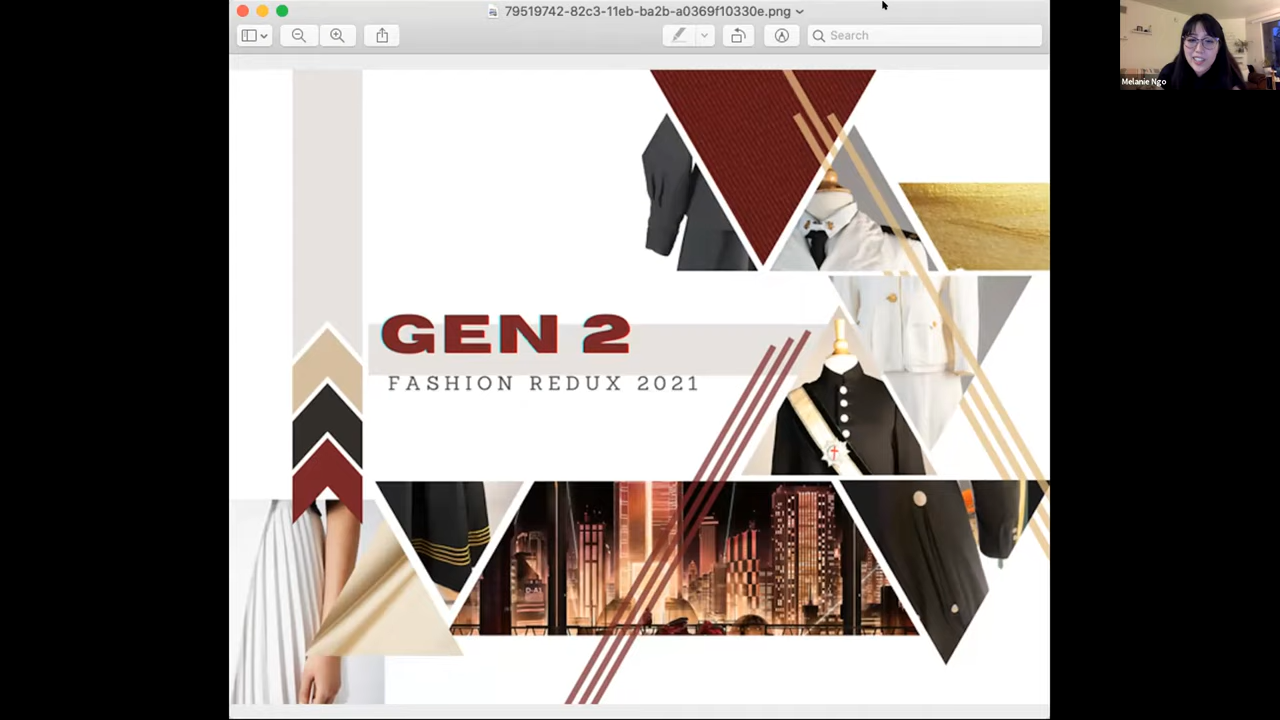 79519742-82c3-11eb-ba2b-a0369f10330e.png
Search
Melanie Ngo
GEN 2
FASHION REDUX 2021